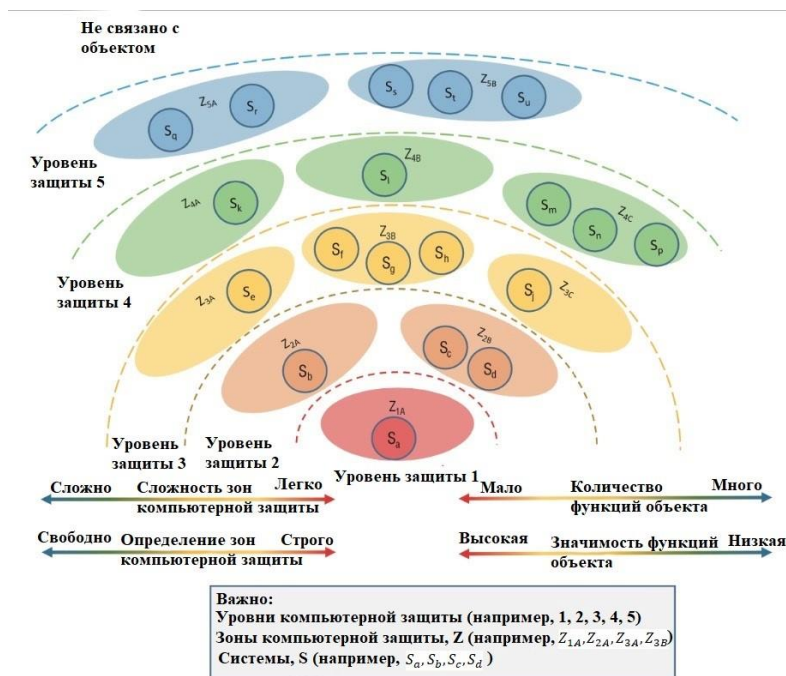 Не связано с
объектом
Z5A
Sq
Sr
Z5B
Ss
St
Su
Уровень
защиты 5
Z4A
Sk
Z4B
Si
Z4C
Sm
Sn
Sp
Уровень
защиты 4
Z3A
Se
Z3B
Sf
Sg
Sh
Z3C
Sj
Z2A
Sb
Z2B
Sc
Sd
Z1A
Sa
Уровень
защиты 3
Уровень
защиты 2
Уровень защиты 1
Сложно Сложность зон Легко
компьютерной защиты
Мало Количество Много
функций объекта
Свободно Определение зон Строго
компьютерной защиты
Высокая Значимость функций Низкая
объекта
Важно:
Уровни компьютерной защиты (например, 1, 2, 3, 4, 5)
Зоны компьютерной защиты, Z (например, Z1A,Z2A,Z3A,Z3B)
Системы, S (например, Sa,Sb,Sc,Sd )